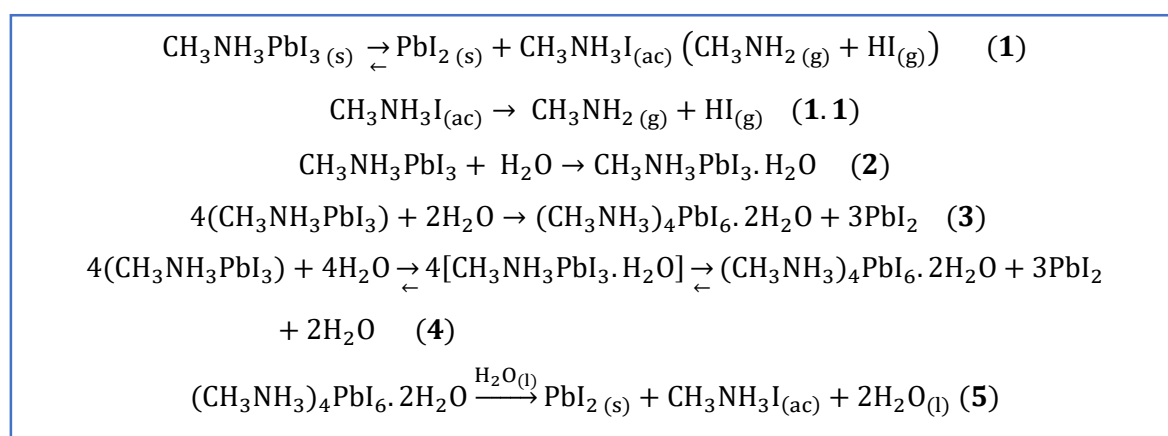 CH₃NH₃PbI₃ ₍ₛ₎ ⇄ PbI₂ ₍ₛ₎ + CH₃NH₃I₍ₐc₎ (CH₃NH₂ ₍g₎ + HI₍g₎) (1)
CH₃NH₃I₍ₐc₎ → CH₃NH₂ ₍g₎ + HI₍g₎ (1.1)
CH₃NH₃PbI₃ + H₂O → CH₃NH₃PbI₃.H₂O (2)
4(CH₃NH₃PbI₃) + 2H₂O → (CH₃NH₃)₄PbI₆.2H₂O + 3PbI₂ (3)
4(CH₃NH₃PbI₃) + 4H₂O ⇄ 4[CH₃NH₃PbI₃.H₂O] ⇄ (CH₃NH₃)₄PbI₆.2H₂O + 3PbI₂
+ 2H₂O (4)
(CH₃NH₃)₄PbI₆.2H₂O —H₂O₍l₎→ PbI₂ ₍ₛ₎ + CH₃NH₃I₍ₐc₎ + 2H₂O₍l₎ (5)